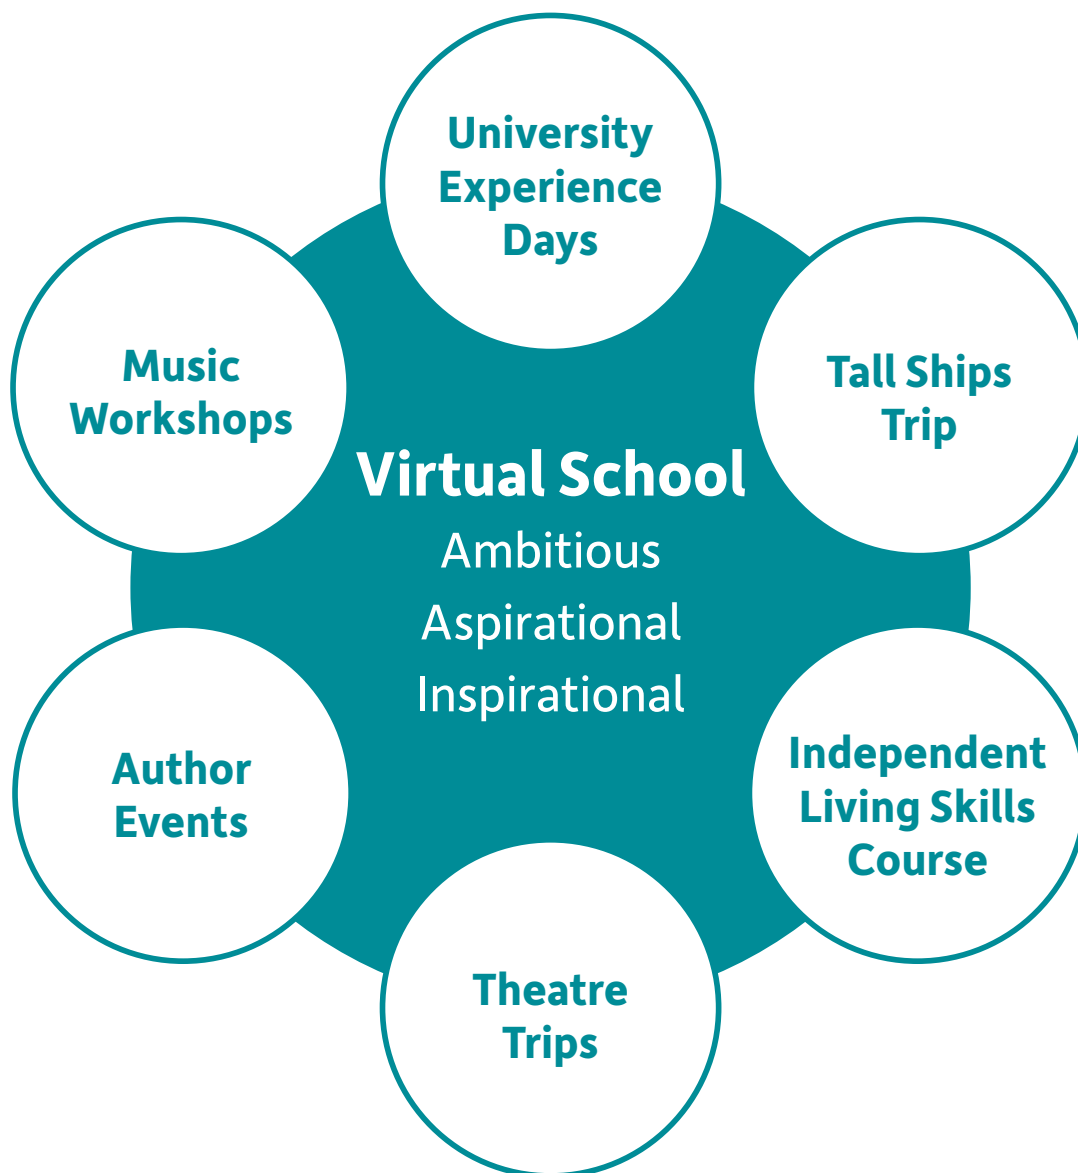 University
Experience
Days
Music
Workshops
Tall Ships
Trip
Virtual School
Ambitious
Aspirational
Inspirational
Author
Events
Independent
Living Skills
Course
Theatre
Trips